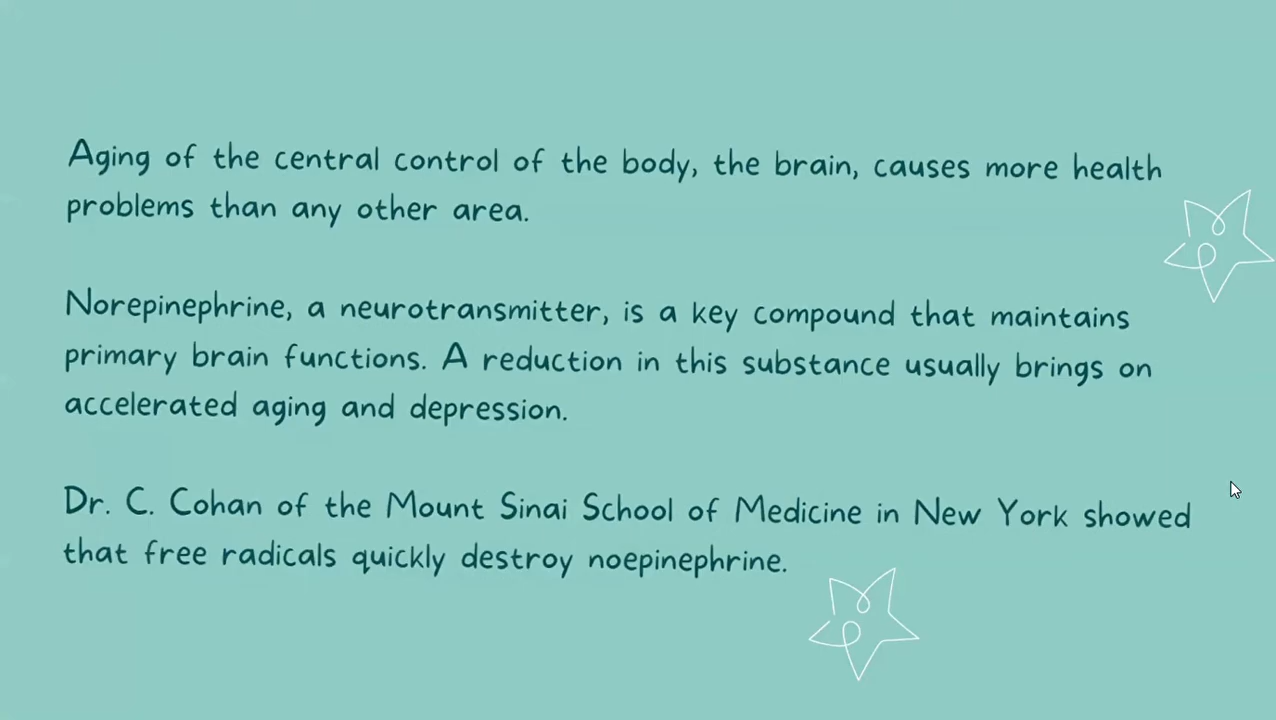 Aging of the central control of the body, the brain, causes more health
problems than any other area.
Norepinephrine, a neurotransmitter, is a key compound that maintains
primary brain functions. A reduction in this substance usually brings on
accelerated aging and depression.
Dr. C. Cohan of the Mount Sinai School of Medicine in New York showed
that free radicals quickly destroy noepinephrine.